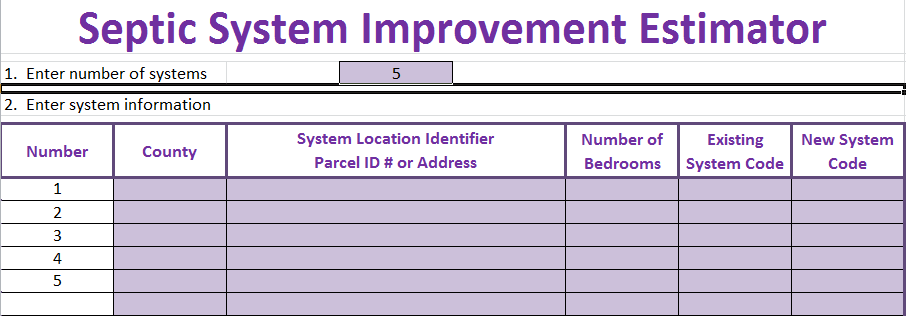 Septic System Improvement Estimator
1. Enter number of systems 5
2. Enter system information
Number County System Location Identifier Parcel ID # or Address Number of Bedrooms Existing System Code New System Code
1
2
3
4
5